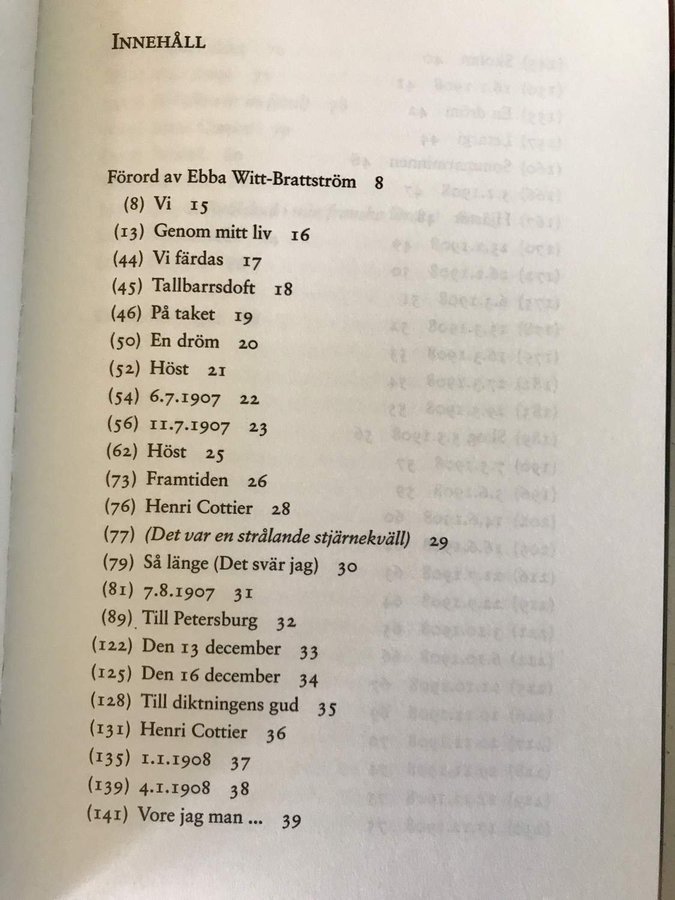 INNEHÅLL
Förord av Ebba Witt-Brattström 8
(8) Vi 15
(13) Genom mitt liv 16
(44) Vi färdas 17
(45) Tallbarrsdoft 18
(46) På taket 19
(50) En dröm 20
(52) Höst 21
(54) 6.7.1907 22
(56) 11.7.1907 23
(62) Höst 25
(73) Framtiden 26
(76) Henri Cottier 28
(77) (Det var en strålande stjärnekväll) 29
(79) Så länge (Det svär jag) 30
(81) 7.8.1907 31
(89) Till Petersburg 32
(122) Den 13 december 33
(125) Den 16 december 34
(128) Till diktningens gud 35
(131) Henri Cottier 36
(135) 1.1.1908 37
(139) 4.1.1908 38
(141) Vore jag man ... 39